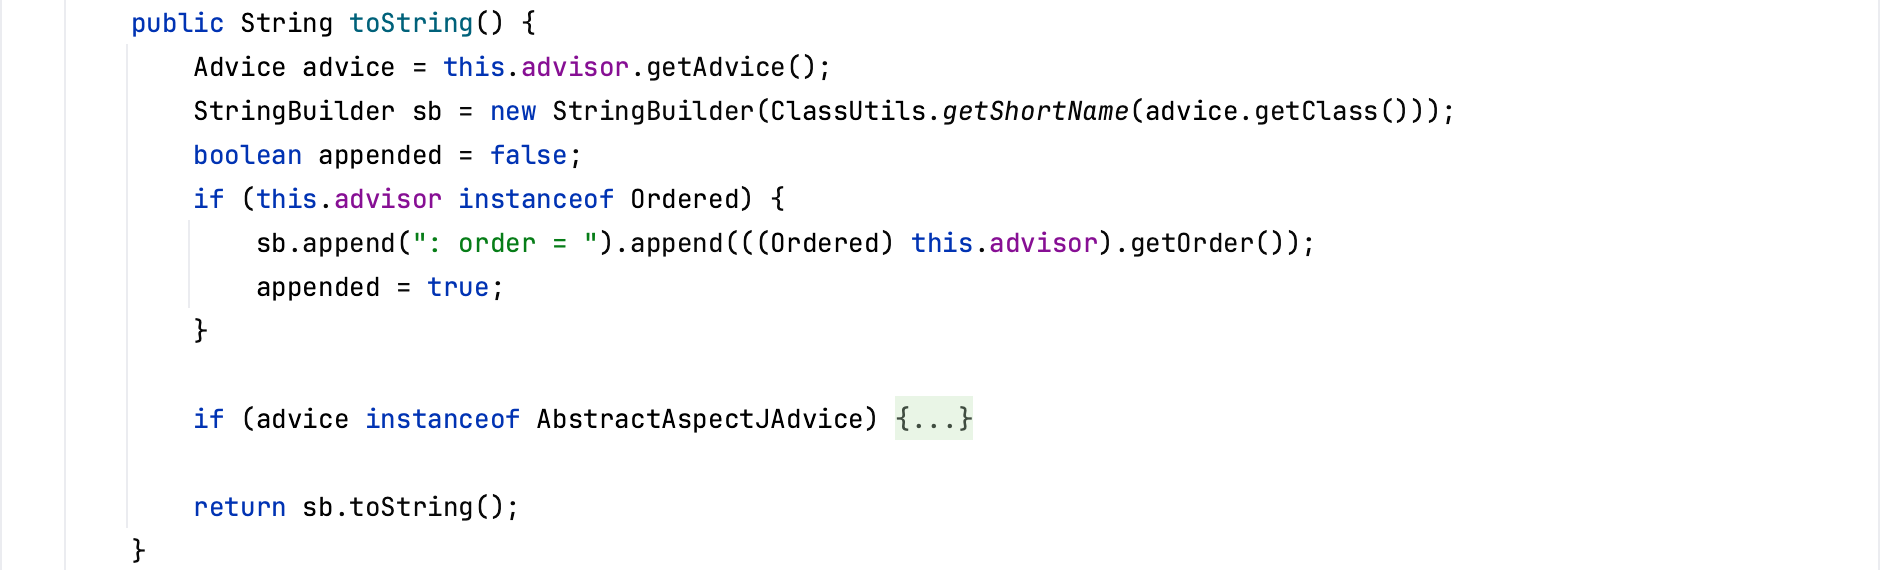 public String toString() {
    Advice advice = this.advisor.getAdvice();
    StringBuilder sb = new StringBuilder(ClassUtils.getShortName(advice.getClass()));
    boolean appended = false;
    if (this.advisor instanceof Ordered) {
        sb.append(": order = ").append(((Ordered) this.advisor).getOrder());
        appended = true;
    }
    if (advice instanceof AbstractAspectJAdvice) {...}
    return sb.toString();
}